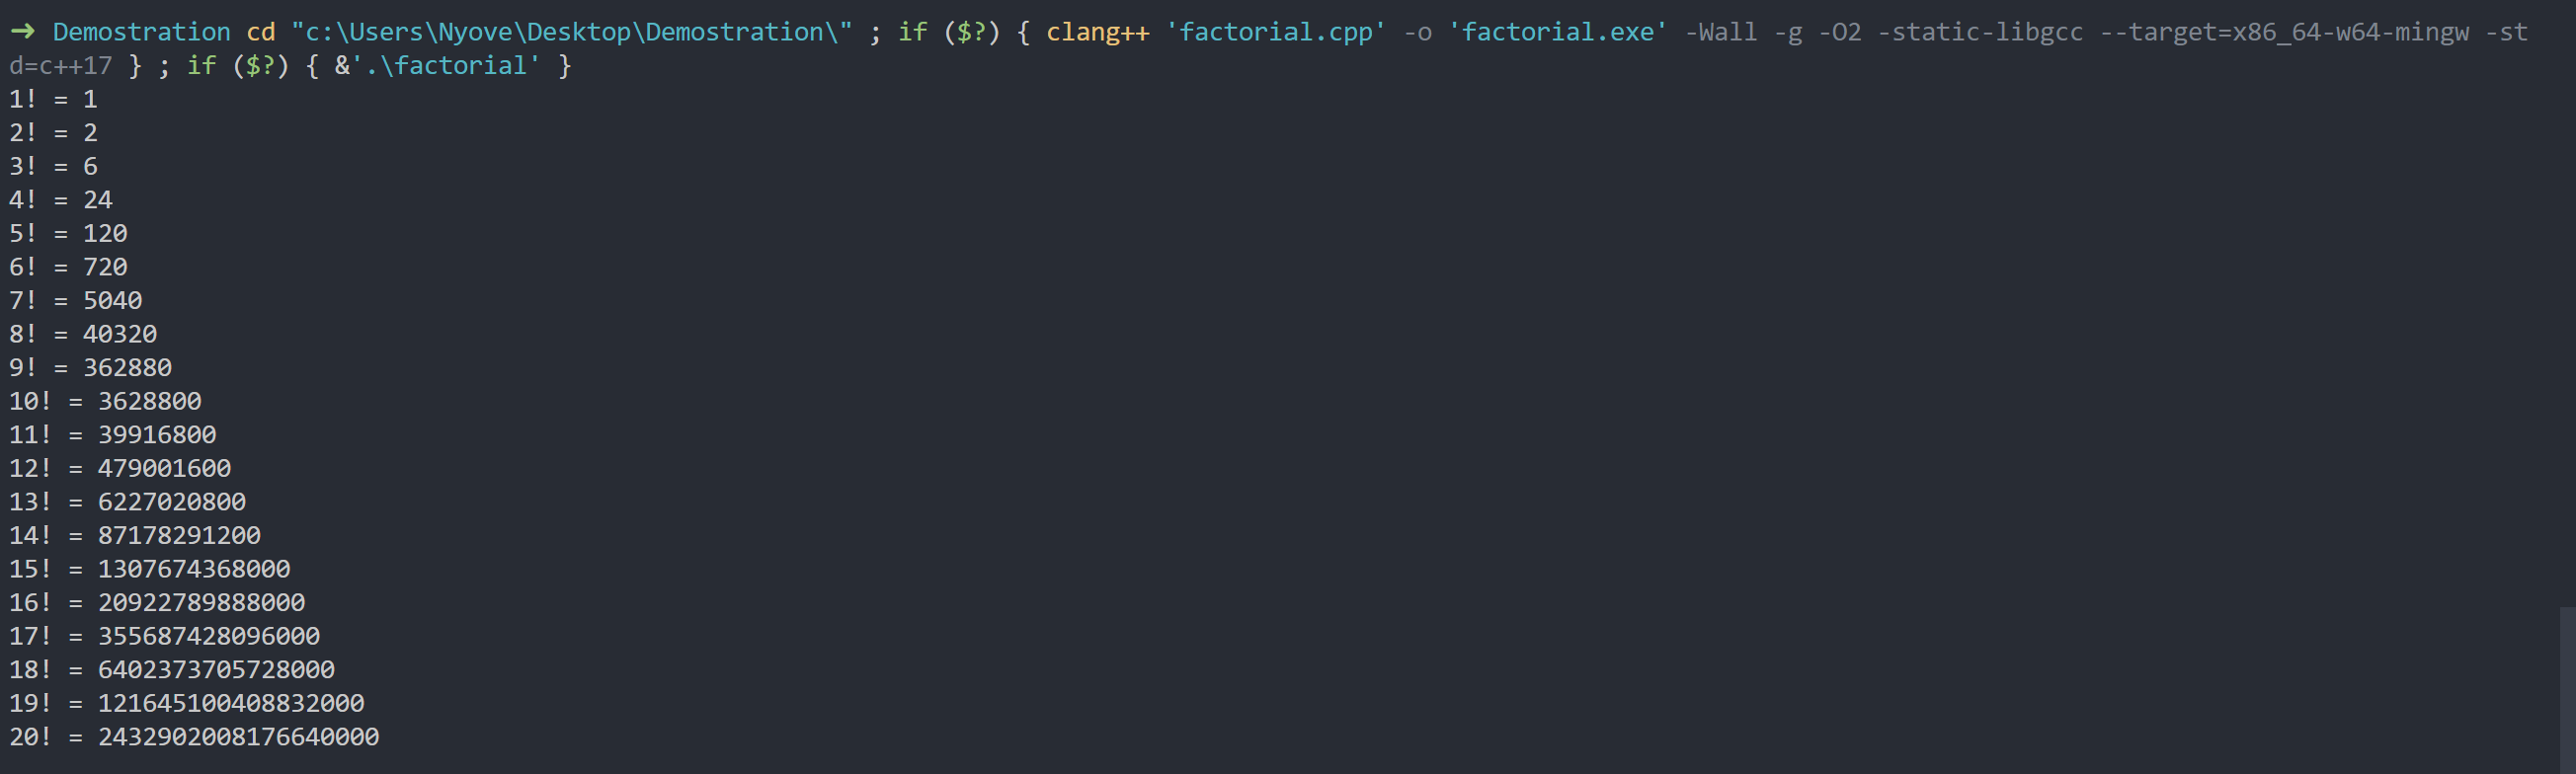 ➜ Demostration cd "c:\Users\Nyove\Desktop\Demostration\" ; if ($?) { clang++ 'factorial.cpp' -o 'factorial.exe' -Wall -g -O2 -static-libgcc --target=x86_64-w64-mingw -st
d=c++17 } ; if ($?) { &'.\factorial' }
1! = 1
2! = 2
3! = 6
4! = 24
5! = 120
6! = 720
7! = 5040
8! = 40320
9! = 362880
10! = 3628800
11! = 39916800
12! = 479001600
13! = 6227020800
14! = 87178291200
15! = 1307674368000
16! = 20922789888000
17! = 355687428096000
18! = 6402373705728000
19! = 121645100408832000
20! = 2432902008176640000